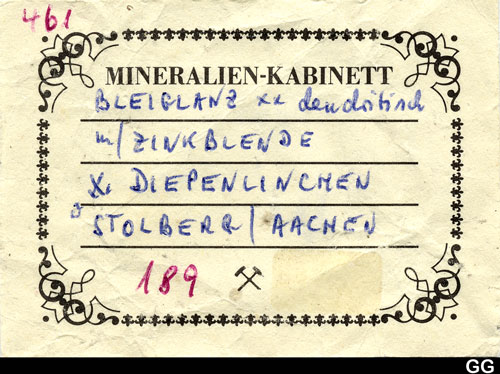 461
MINERALIEN-KABINETT
BLEIGLANZ xx dendritisch
m/ZINKBLENDE
DIEPENLINCHEN
STOLBERG/AACHEN
189
GG